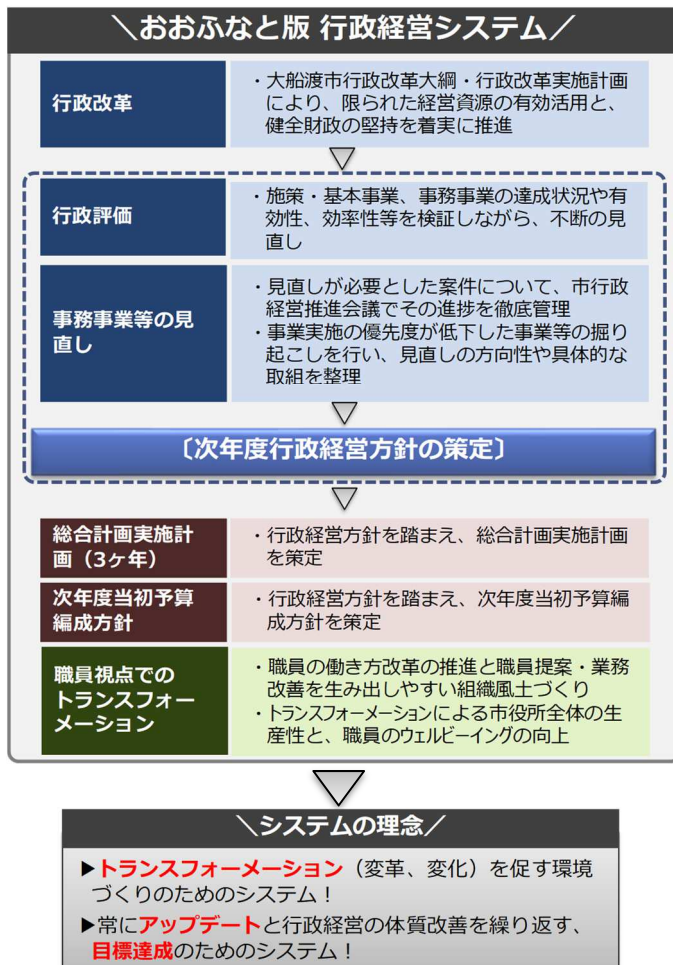 ＼おおふなと版 行政経営システム／
行政改革
・大船渡市行政改革大綱・行政改革実施計画
により、限られた経営資源の有効活用と、
健全財政の堅持を着実に推進
行政評価
・施策・基本事業、事務事業の達成状況や有
効性、効率性等を検証しながら、不断の見
直し
事務事業等の見
直し
・見直しが必要とした案件について、市行政
経営推進会議でその進捗を徹底管理
・事業実施の優先度が低下した事業等の掘り
起こしを行い、見直しの方向性や具体的な
取組を整理
〔次年度行政経営方針の策定〕
総合計画実施計
画（3ヶ年）
・行政経営方針を踏まえ、総合計画実施計画
を策定
次年度当初予算
編成方針
・行政経営方針を踏まえ、次年度当初予算編
成方針を策定
職員視点での
トランスフォー
メーション
・職員の働き方改革の推進と職員提案・業務
改善を生み出しやすい組織風土づくり
・トランスフォーメーションによる市役所全体の生
産性と、職員のウェルビーイングの向上
＼システムの理念／
▶トランスフォーメーション（変革、変化）を促す環境
づくりのためのシステム！
▶常にアップデートと行政経営の体質改善を繰り返す、
目標達成のためのシステム！